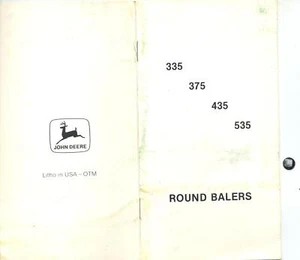 JOHN DEERE
Litho in USA – OTM
335
375
435
535
ROUND BALERS